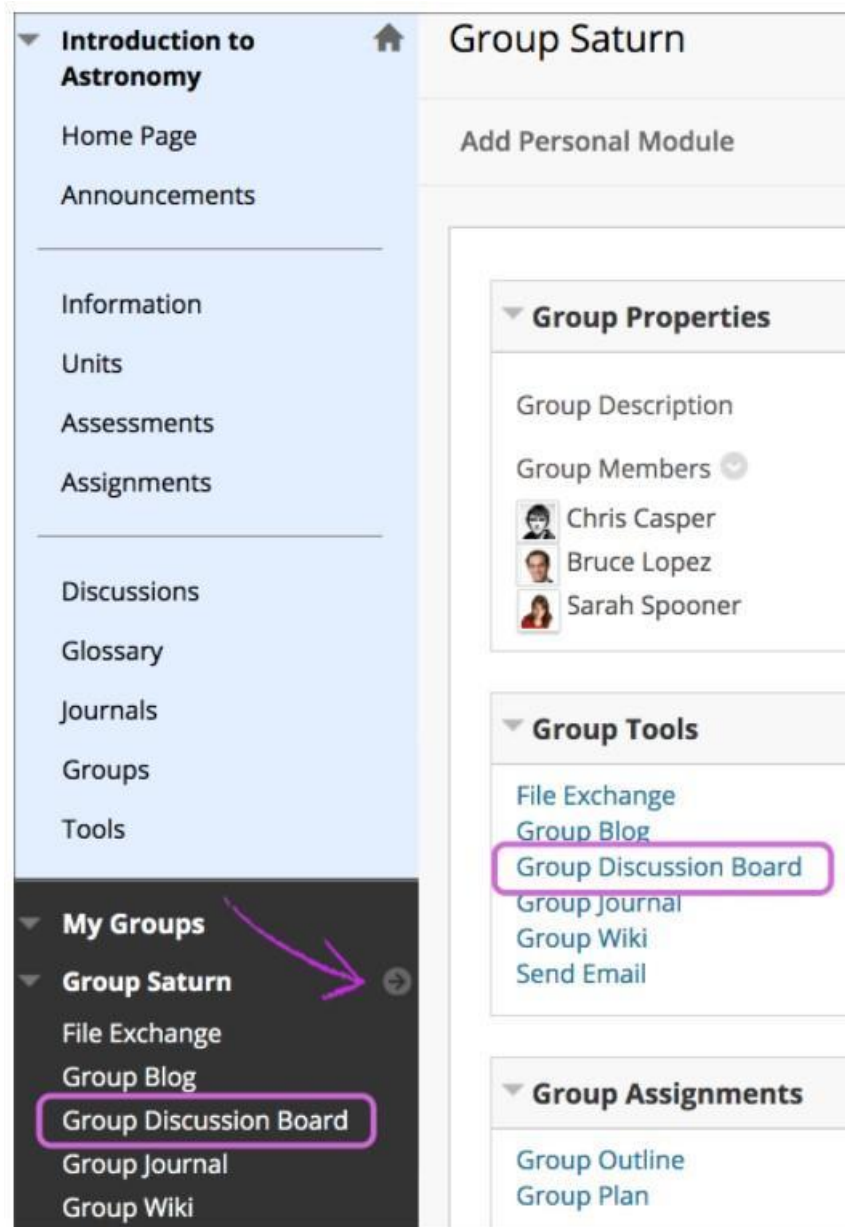 Introduction to
Astronomy
Home Page
Announcements
Information
Units
Assessments
Assignments
Discussions
Glossary
Journals
Groups
Tools
My Groups
Group Saturn
File Exchange
Group Blog
Group Discussion Board
Group Journal
Group Wiki
Group Saturn
Add Personal Module
Group Properties
Group Description
Group Members
Chris Casper
Bruce Lopez
Sarah Spooner
Group Tools
File Exchange
Group Blog
Group Discussion Board
Group Journal
Group Wiki
Send Email
Group Assignments
Group Outline
Group Plan